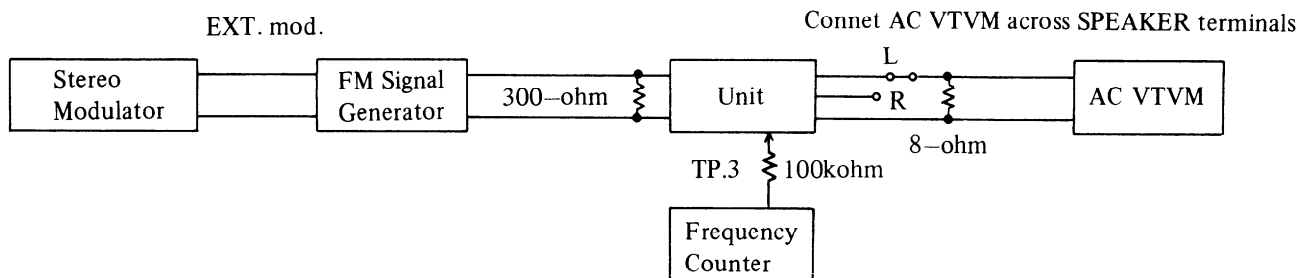 EXT. mod.
Connet AC VTVM across SPEAKER terminals
Stereo
Modulator
FM Signal
Generator
300–ohm
Unit
L
R
8–ohm
AC VTVM
TP.3
100kohm
Frequency
Counter